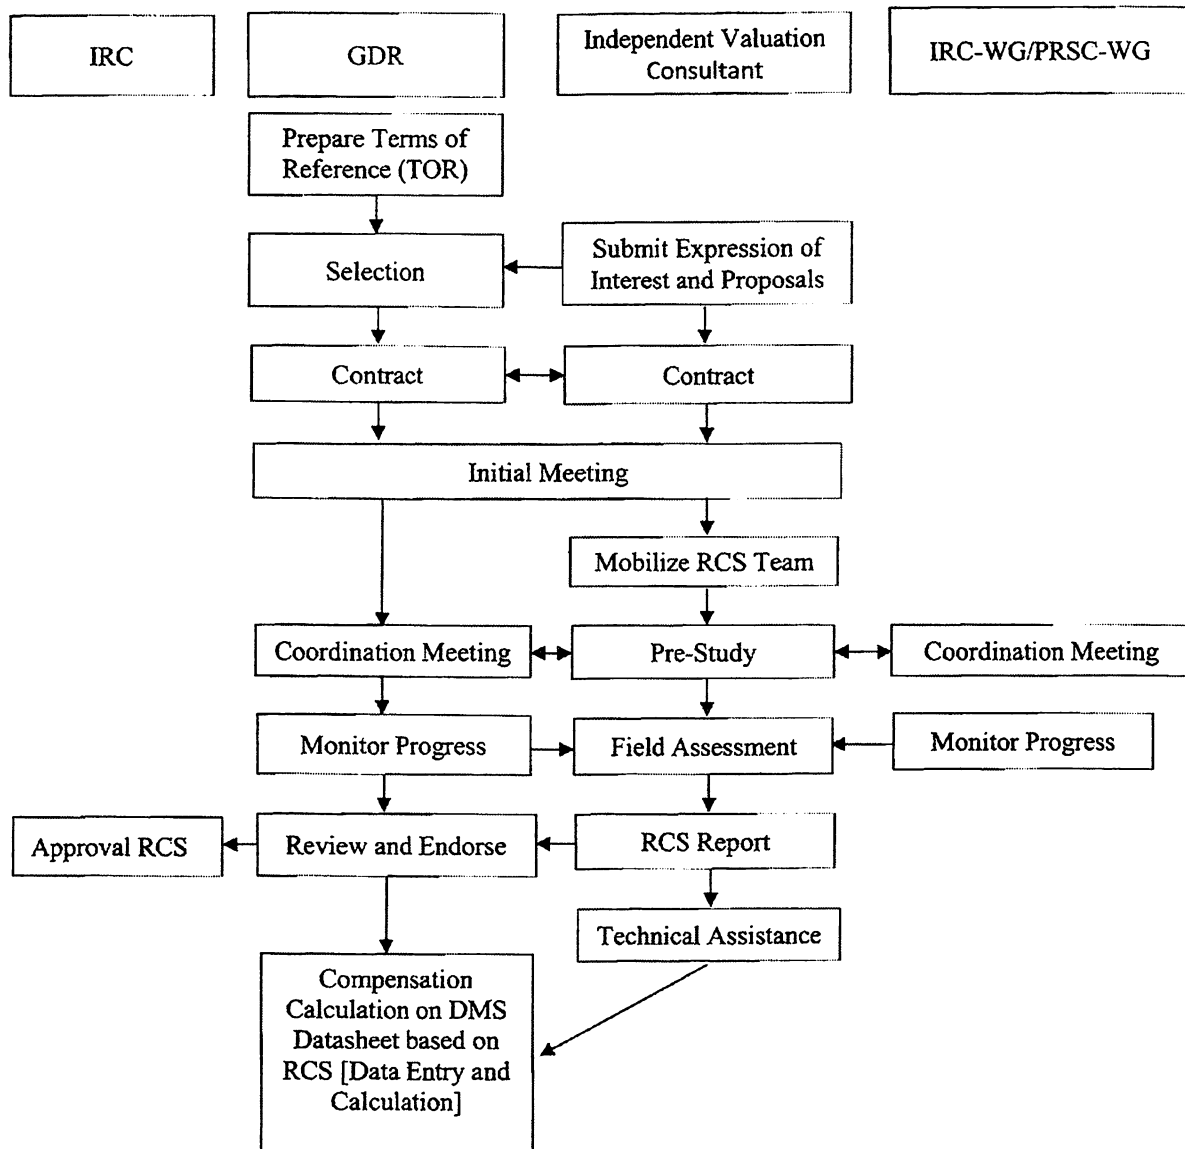 IRC
GDR
Independent Valuation
Consultant
IRC-WG/PRSC-WG
Prepare Terms of
Reference (TOR)
Selection
Submit Expression of
Interest and Proposals
Contract
Contract
Initial Meeting
Mobilize RCS Team
Coordination Meeting
Pre-Study
Coordination Meeting
Monitor Progress
Field Assessment
Monitor Progress
Approval RCS
Review and Endorse
RCS Report
Technical Assistance
Compensation
Calculation on DMS
Datasheet based on
RCS [Data Entry and
Calculation]